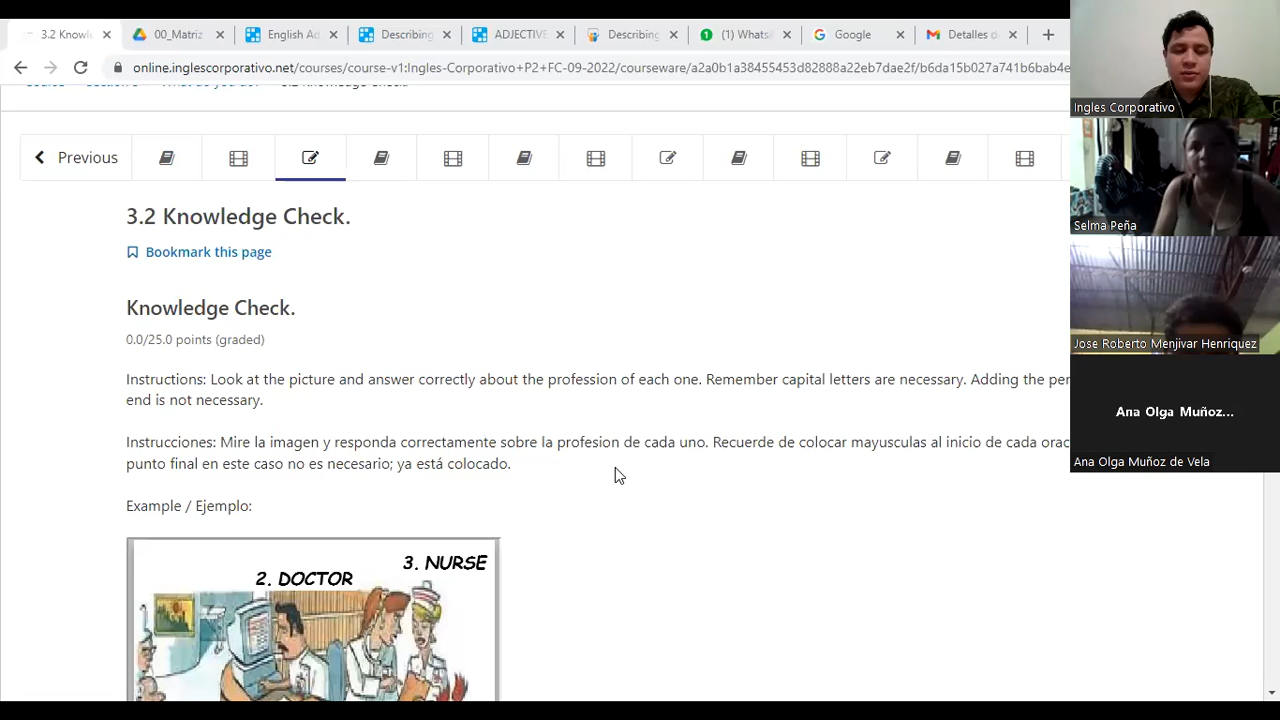 3.2 Knowl
00_Matriz
English Ad
Describing
ADJECTIVE
Describing
(1) Whats
Google
Detalles d
online.inglescorporativo.net/courses/course-v1:Ingles-Corporativo+P2+FC-09-2022/courseware/a2a0b1a38455453d82888a22eb7dae2f/b6da15b027a741b6bab4e
Previous
3.2 Knowledge Check.
Bookmark this page
Knowledge Check.
0.0/25.0 points (graded)
Instructions: Look at the picture and answer correctly about the profession of each one. Remember capital letters are necessary. Adding the per
end is not necessary.
Instrucciones: Mire la imagen y responda correctamente sobre la profesion de cada uno. Recuerde de colocar mayusculas al inicio de cada orac
punto final en este caso no es necesario; ya está colocado.
Example / Ejemplo:
3. NURSE
2. DOCTOR
Ingles Corporativo
Selma Peña
Jose Roberto Menjivar Henriquez
Ana Olga Muñoz...
Ana Olga Muñoz de Vela